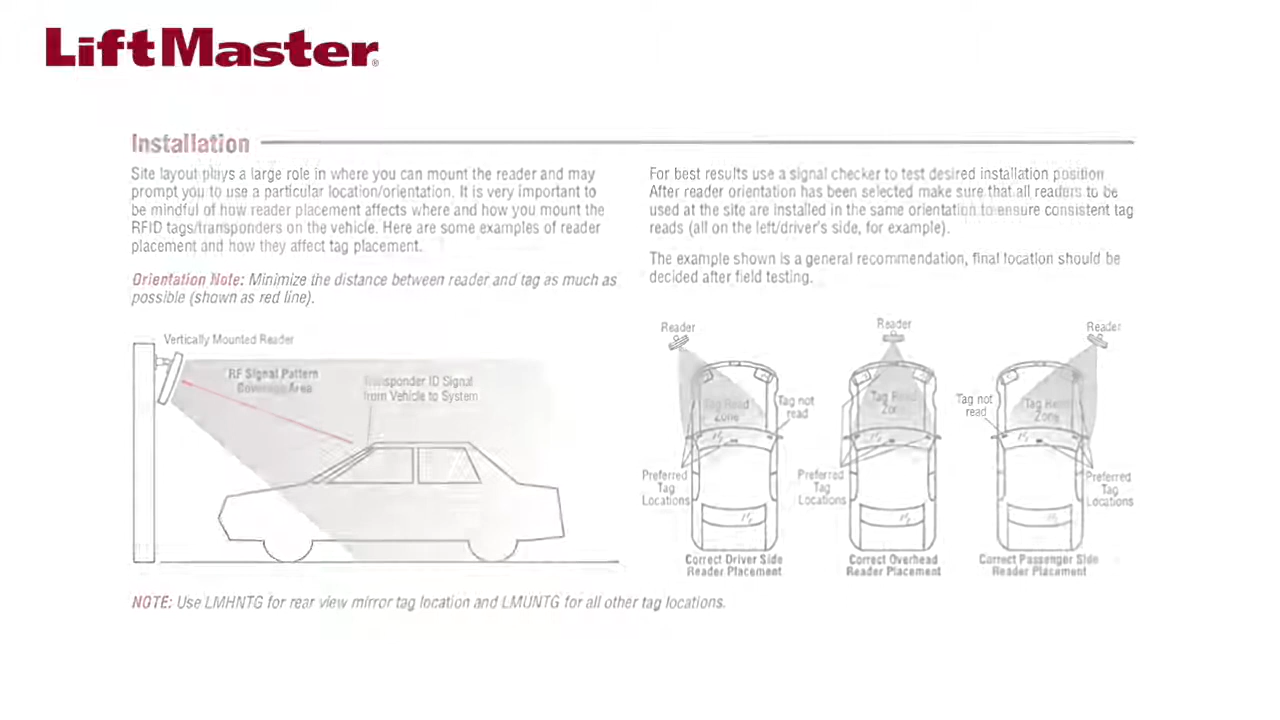 LiftMaster®
Installation
Site layout plays a large role in where you can mount the reader and may
prompt you to use a particular location/orientation. It is very important to
be mindful of how reader placement affects where and how you mount the
RFID tags/transponders on the vehicle. Here are some examples of reader
placement and how they affect tag placement.
Orientation Note: Minimize the distance between reader and tag as much as
possible (shown as red line).
Vertically Mounted Reader
RF Signal Pattern
Coverage Area
Transponder ID Signal
from Vehicle to System
For best results use a signal checker to test desired installation position
After reader orientation has been selected make sure that all readers to be
used at the site are installed in the same orientation to ensure consistent tag
reads (all on the left/driver's side, for example).
The example shown is a general recommendation, final location should be
decided after field testing.
Reader
Tag Read
Zone
Tag not
read
Preferred
Tag
Locations
Correct Driver Side
Reader Placement
Reader
Tag Read
Zone
Preferred
Tag
Locations
Correct Overhead
Reader Placement
Reader
Tag not
read
Tag Read
Zone
Preferred
Tag
Locations
Correct Passenger Side
Reader Placement
NOTE: Use LMHNTG for rear view mirror tag location and LMUNTG for all other tag locations.